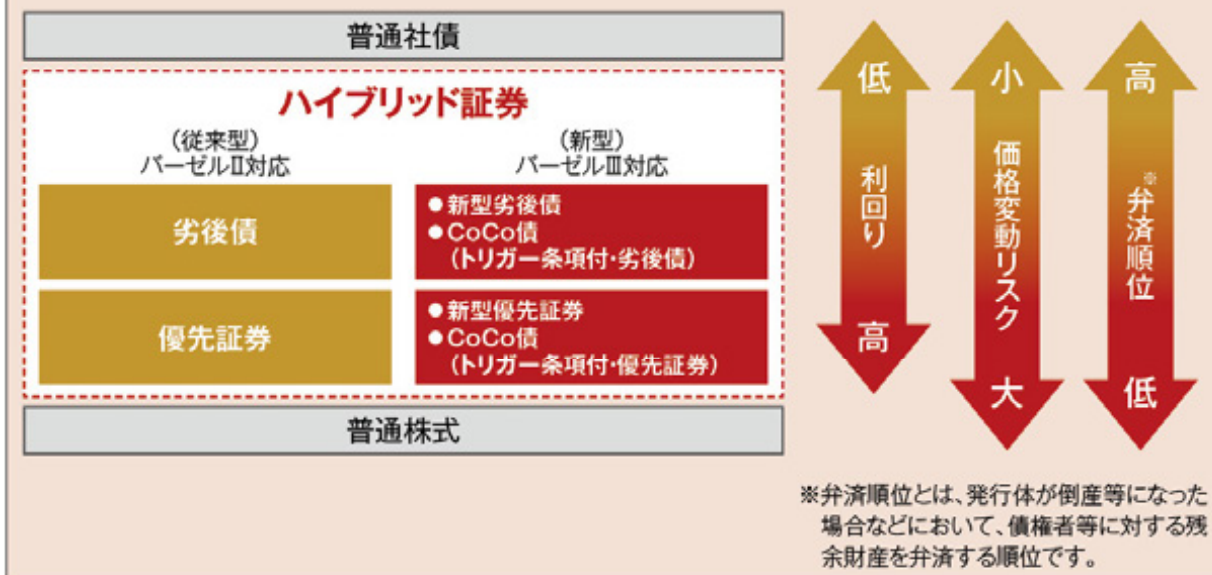 普通社債
ハイブリッド証券
(従来型)
バーゼルⅡ対応
(新型)
バーゼルⅢ対応
劣後債
●新型劣後債
●CoCo債
(トリガー条項付・劣後債)
優先証券
●新型優先証券
●CoCo債
(トリガー条項付・優先証券)
普通株式
低
利回り
高
小
価格変動リスク
大
高
※弁済順位
低
※弁済順位とは、発行体が倒産等になった
場合などにおいて、債権者等に対する残
余財産を弁済する順位です。